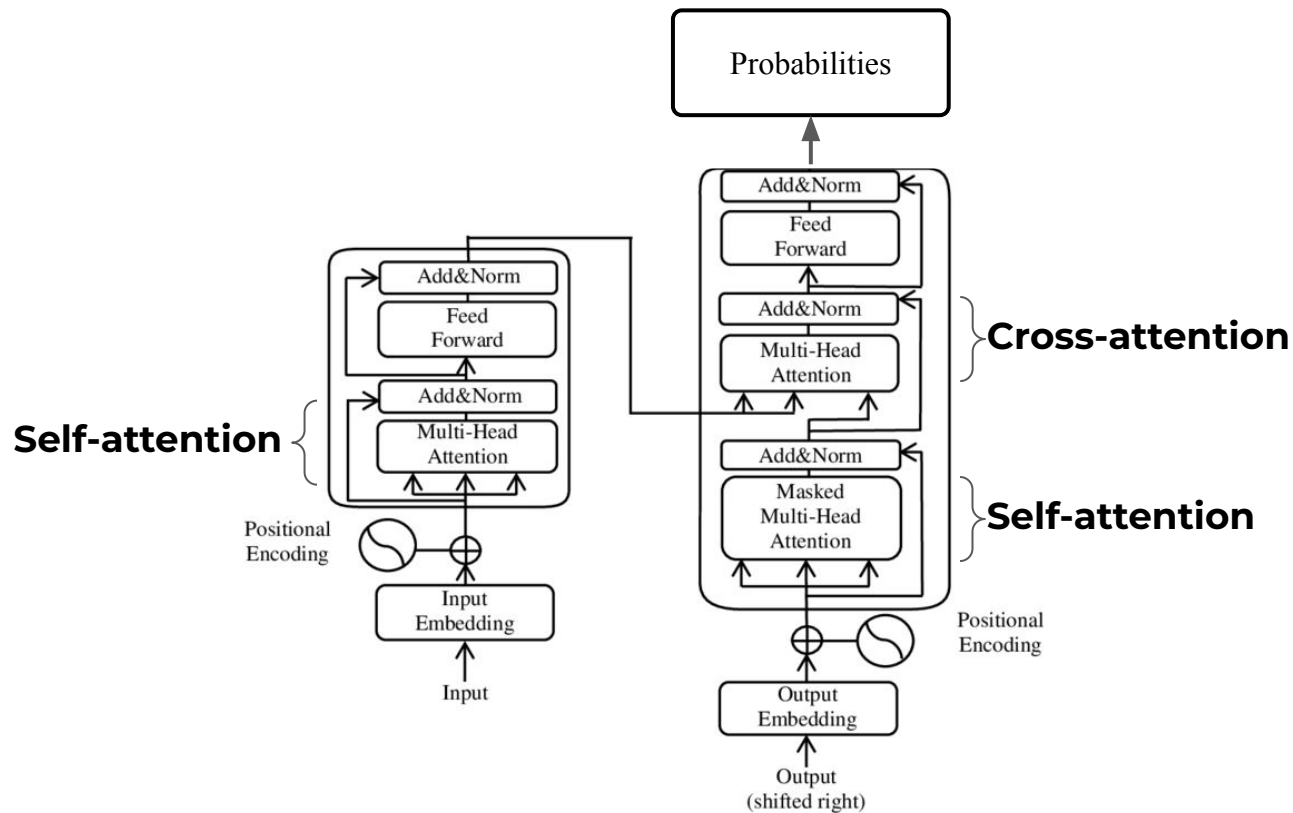 Probabilities
Add&Norm
Feed
Forward
Add&Norm
Multi-Head
Attention
Cross-attention
Add&Norm
Masked
Multi-Head
Attention
Self-attention
Positional
Encoding
Output
Embedding
Output
(shifted right)
Add&Norm
Feed
Forward
Add&Norm
Multi-Head
Attention
Self-attention
Positional
Encoding
Input
Embedding
Input